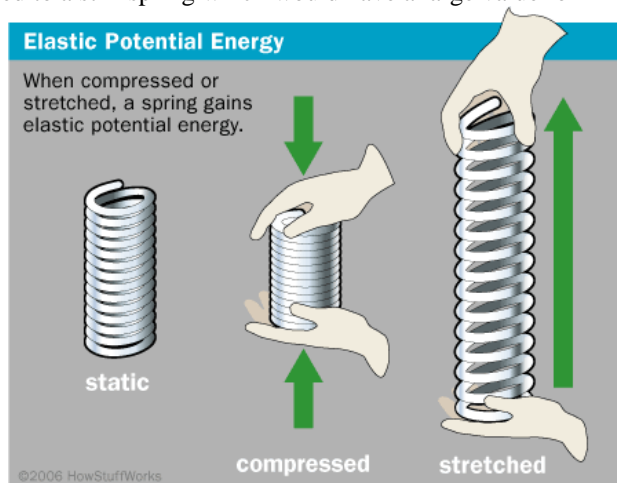 Elastic Potential Energy
When compressed or
stretched, a spring gains
elastic potential energy.
static
compressed
stretched
©2006 HowStuffWorks